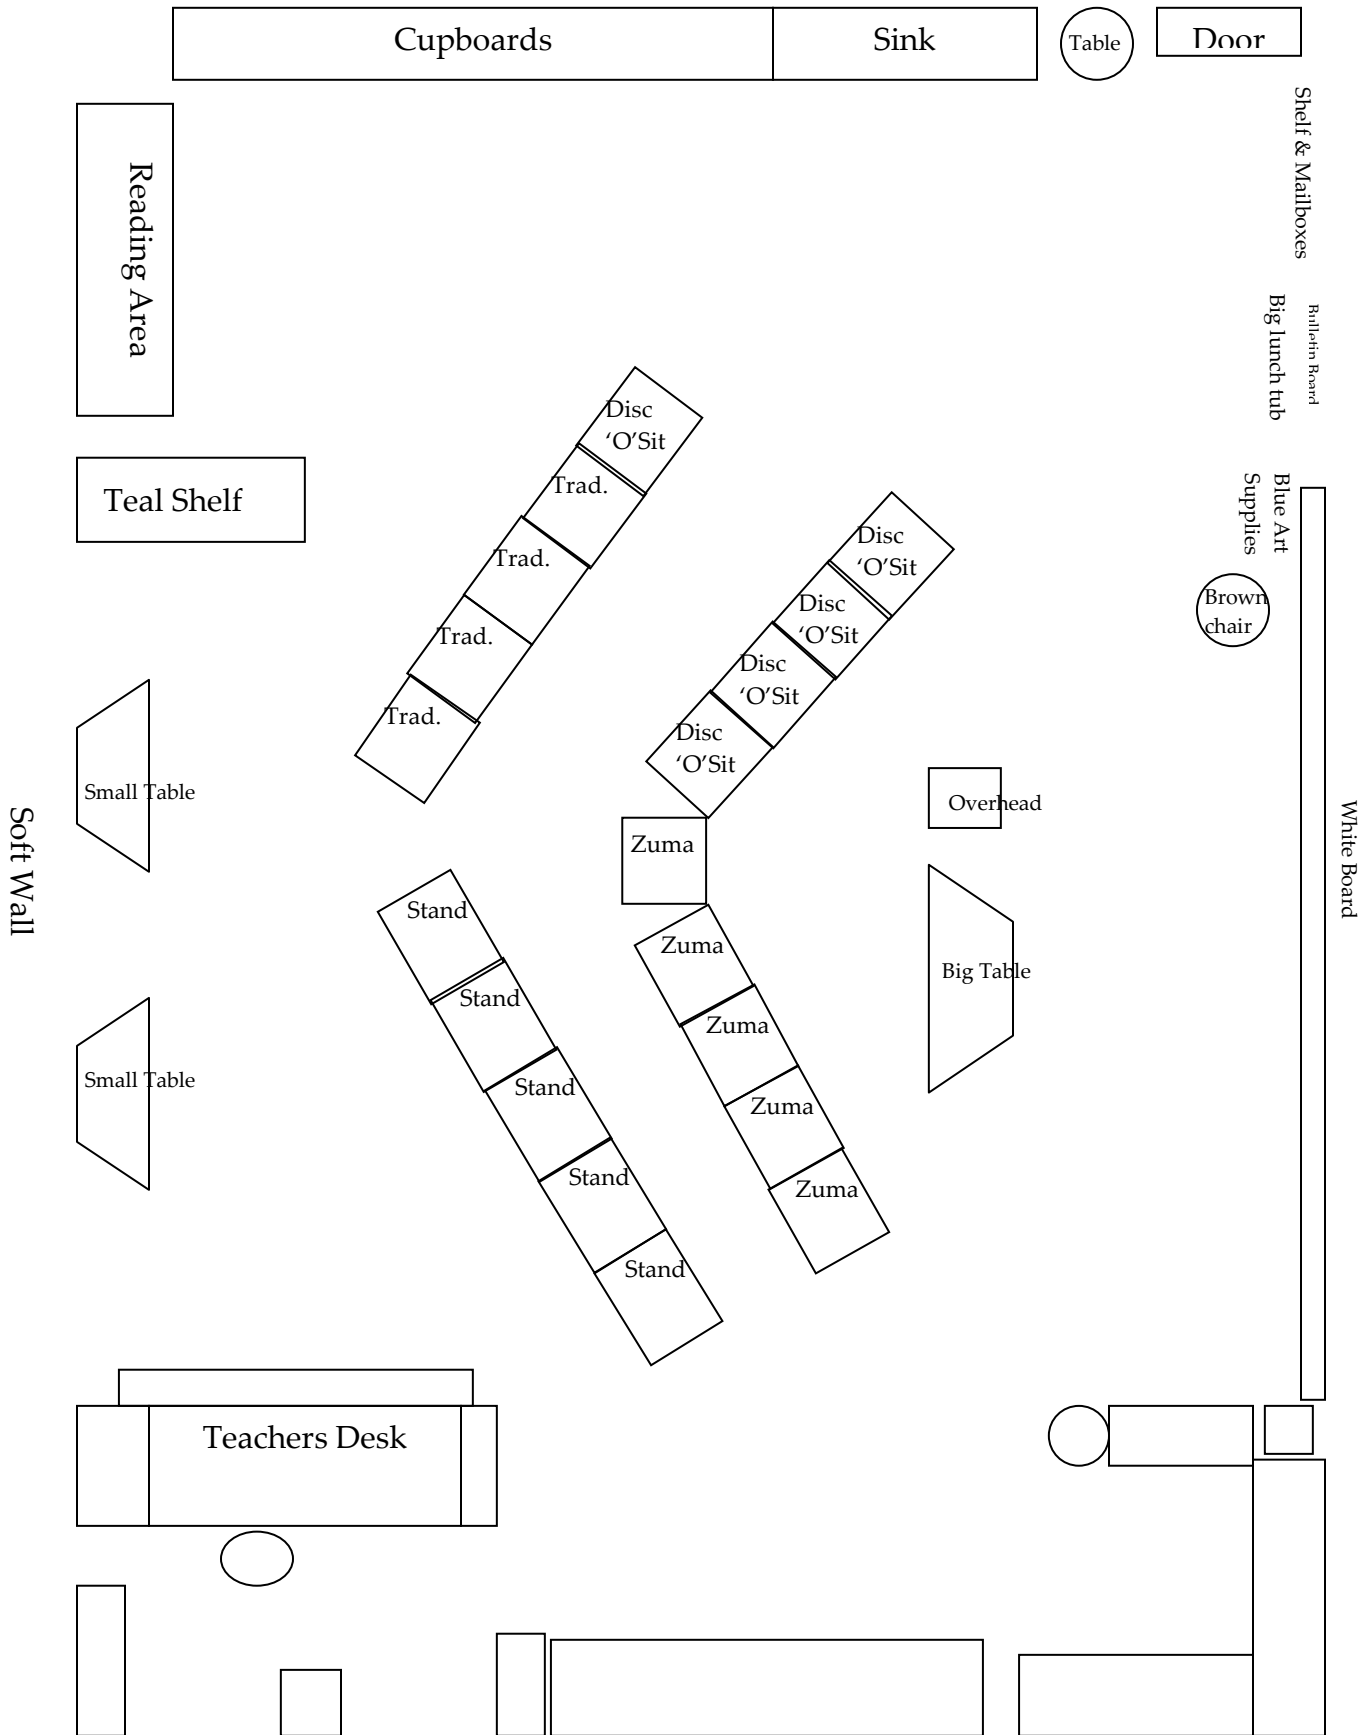 Cupboards
Sink
Table
Door
Shelf & Mailboxes
Reading Area
Bulletin Board
Big lunch tub
Disc
‘O’Sit
Trad.
Teal Shelf
Blue Art
Supplies
Disc
‘O’Sit
Trad.
Brown
chair
Disc
‘O’Sit
Trad.
Disc
‘O’Sit
Trad.
Disc
‘O’Sit
Small Table
Overhead
Soft Wall
Zuma
White Board
Stand
Zuma
Big Table
Stand
Zuma
Small Table
Stand
Zuma
Stand
Zuma
Stand
Teachers Desk